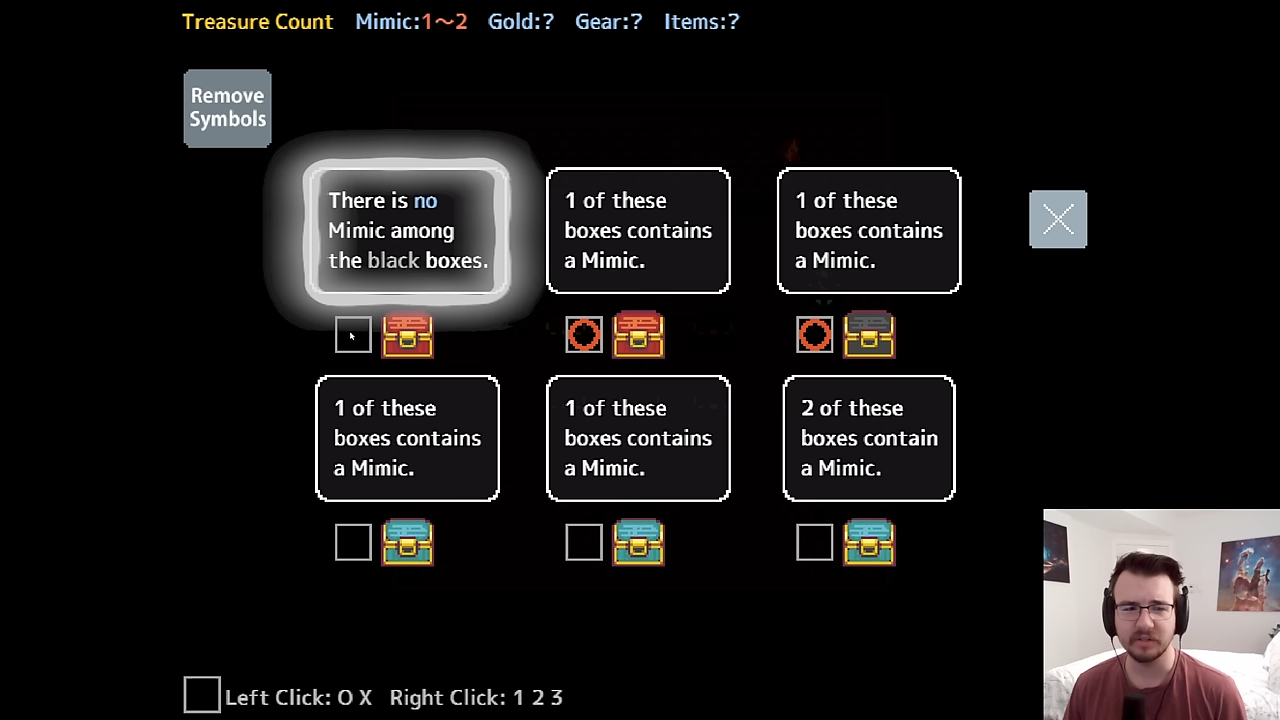 Treasure Count Mimic:1～2 Gold:? Gear:? Items:?
Remove
Symbols
There is no
Mimic among
the black boxes.
1 of these
boxes contains
a Mimic.
1 of these
boxes contains
a Mimic.
1 of these
boxes contains
a Mimic.
1 of these
boxes contains
a Mimic.
2 of these
boxes contain
a Mimic.
Left Click: O X Right Click: 1 2 3